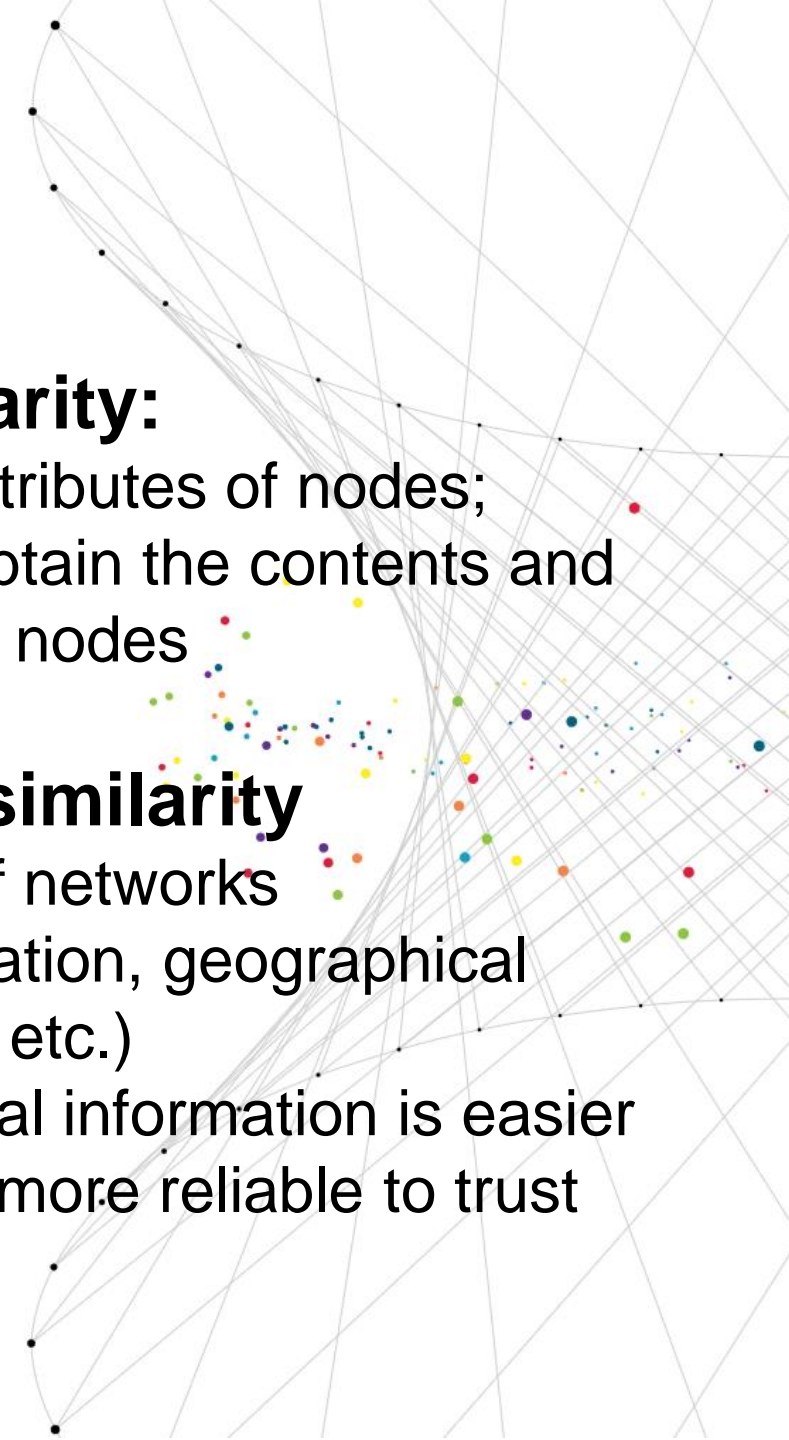 arity:
tributes of nodes;
otain the contents and
nodes
similarity
f networks
ation, geographical
etc.)
al information is easier
more reliable to trust